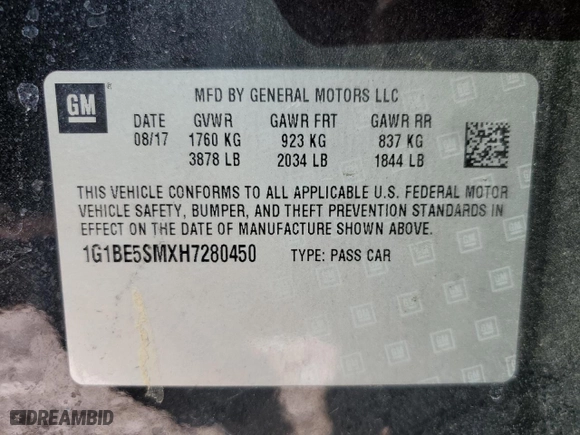 GM
MFD BY GENERAL MOTORS LLC
DATE GVWR GAWR FRT GAWR RR
08/17 1760 KG 923 KG 837 KG
3878 LB 2034 LB 1844 LB
THIS VEHICLE CONFORMS TO ALL APPLICABLE U.S. FEDERAL MOTOR
VEHICLE SAFETY, BUMPER, AND THEFT PREVENTION STANDARDS IN
EFFECT ON THE DATE OF MANUFACTURE SHOWN ABOVE.
1G1BE5SMXH7280450 TYPE: PASS CAR
DREAMBID